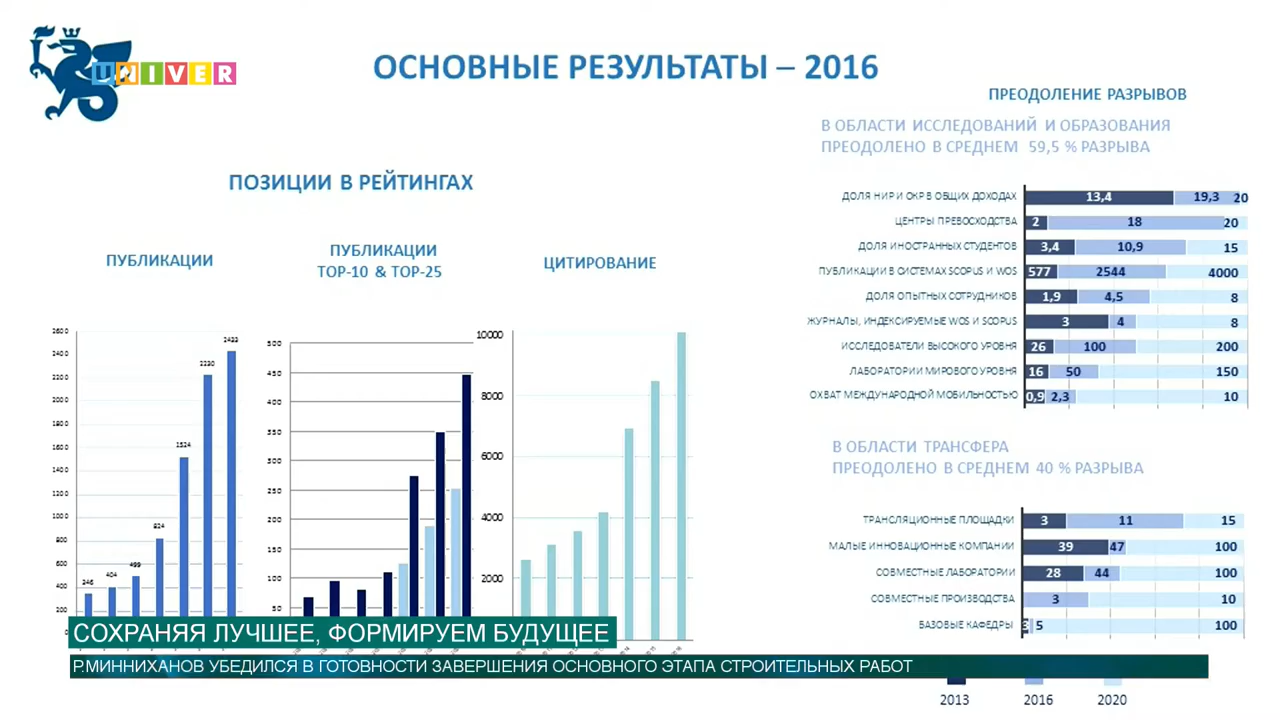 UNIVER
ОСНОВНЫЕ РЕЗУЛЬТАТЫ – 2016
ПРЕОДОЛЕНИЕ РАЗРЫВОВ
В ОБЛАСТИ ИССЛЕДОВАНИЙ И ОБРАЗОВАНИЯ
ПРЕОДОЛЕНО В СРЕДНЕМ 59,5 % РАЗРЫВА
ПОЗИЦИИ В РЕЙТИНГАХ
ПУБЛИКАЦИИ
2600
2400
2200
2000
1800
1600
1400
1200
1000
800
600
400
200
0
346
404
499
824
1524
2230
2433
ПУБЛИКАЦИИ
TOP-10 & TOP-25
500
450
400
350
300
250
200
150
100
50
ЦИТИРОВАНИЕ
10000
8000
6000
4000
2000
ДОЛЯ НИР И ОКР В ОБЩИХ ДОХОДАХ 13,4 19,3 20
ЦЕНТРЫ ПРЕВОСХОДСТВА 2 18 20
ДОЛЯ ИНОСТРАННЫХ СТУДЕНТОВ 3,4 10,9 15
ПУБЛИКАЦИИ В СИСТЕМАХ SCOPUS И WOS 577 2544 4000
ДОЛЯ ОПЫТНЫХ СОТРУДНИКОВ 1,9 4,5 8
ЖУРНАЛЫ, ИНДЕКСИРУЕМЫЕ WOS И SCOPUS 3 4 8
ИССЛЕДОВАТЕЛИ ВЫСОКОГО УРОВНЯ 26 100 200
ЛАБОРАТОРИИ МИРОВОГО УРОВНЯ 16 50 150
ОХВАТ МЕЖДУНАРОДНОЙ МОБИЛЬНОСТЬЮ 0,9 2,3 10
В ОБЛАСТИ ТРАНСФЕРА
ПРЕОДОЛЕНО В СРЕДНЕМ 40 % РАЗРЫВА
ТРАНСЛЯЦИОННЫЕ ПЛОЩАДКИ 3 11 15
МАЛЫЕ ИННОВАЦИОННЫЕ КОМПАНИИ 39 47 100
СОВМЕСТНЫЕ ЛАБОРАТОРИИ 28 44 100
СОВМЕСТНЫЕ ПРОИЗВОДСТВА 3 10
БАЗОВЫЕ КАФЕДРЫ 3 5 100
СОХРАНЯЯ ЛУЧШЕЕ, ФОРМИРУЕМ БУДУЩЕЕ
Р.МИННИХАНОВ УБЕДИЛСЯ В ГОТОВНОСТИ ЗАВЕРШЕНИЯ ОСНОВНОГО ЭТАПА СТРОИТЕЛЬНЫХ РАБОТ
2013 2016 2020